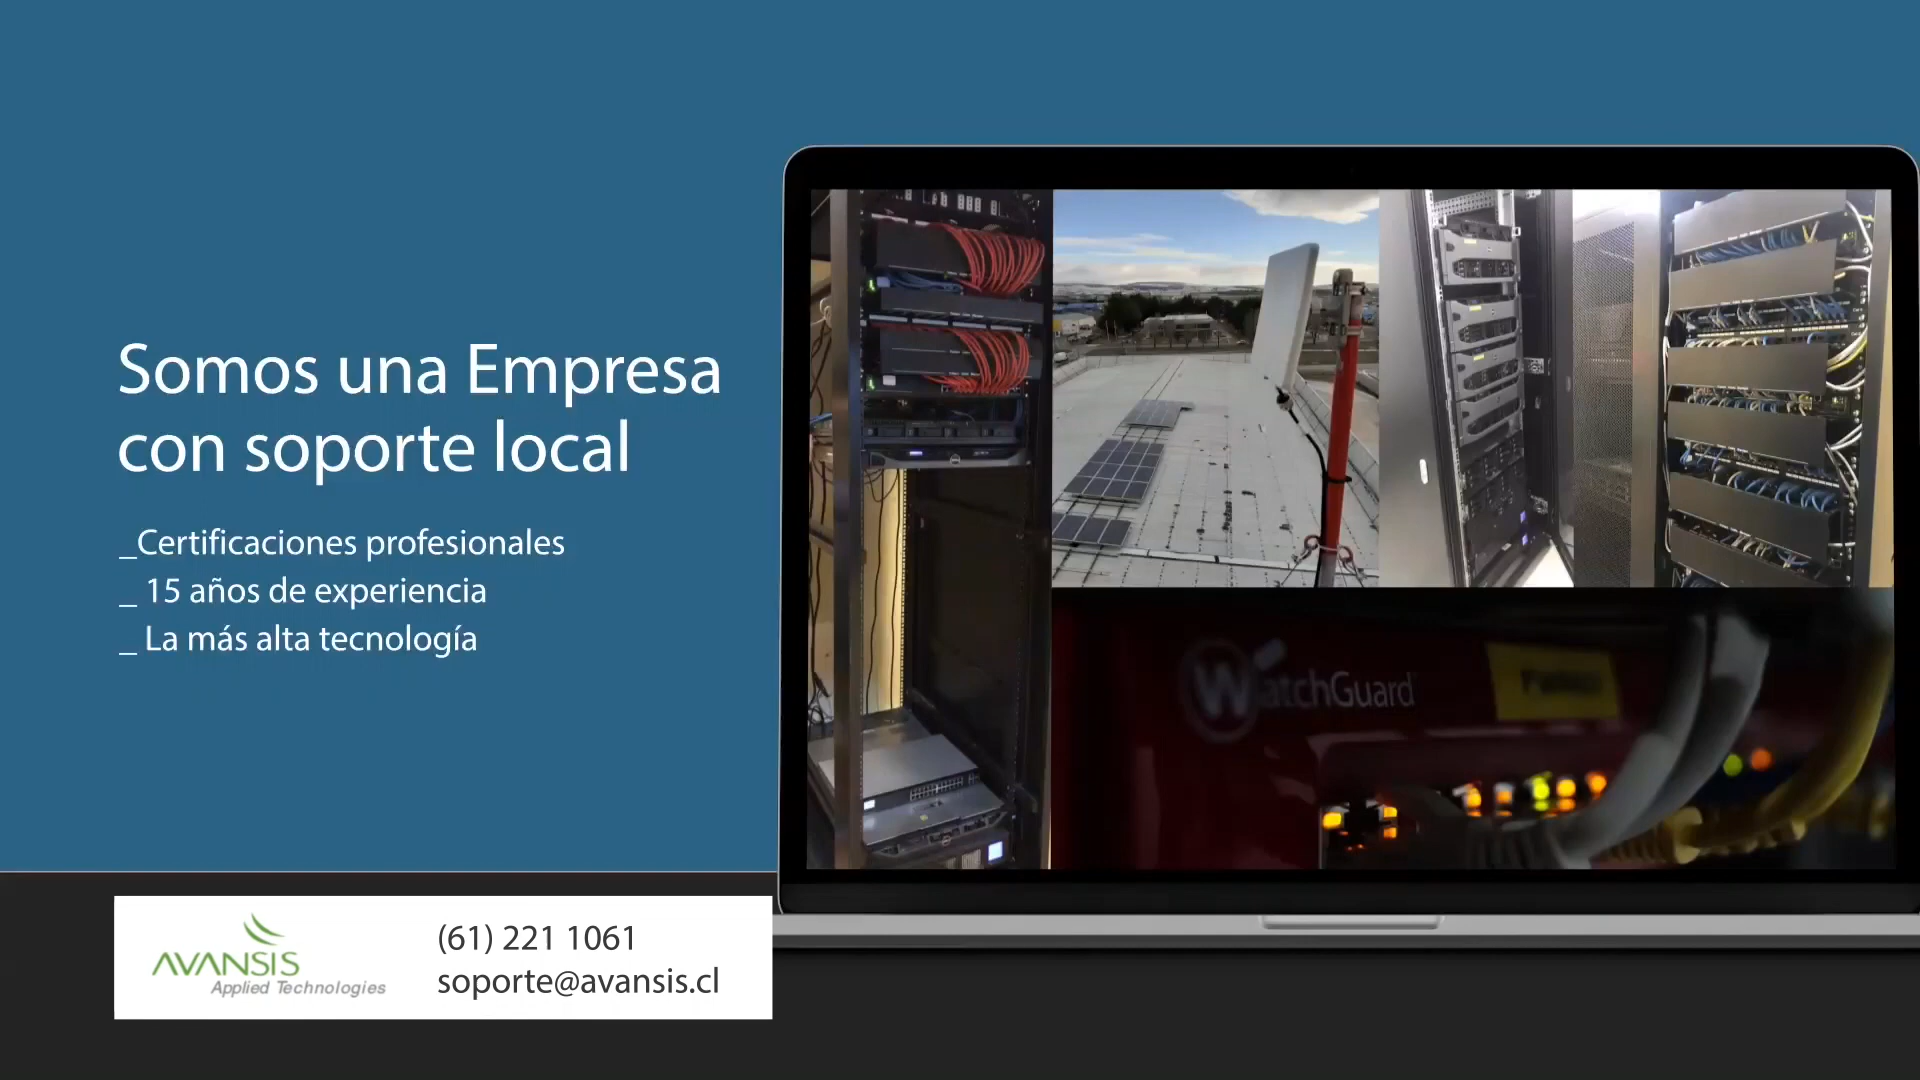 Somos una Empresa
con soporte local
_Certificaciones profesionales
_ 15 años de experiencia
_ La más alta tecnología
WatchGuard
AVANSIS
Applied Technologies
(61) 221 1061
soporte@avansis.cl